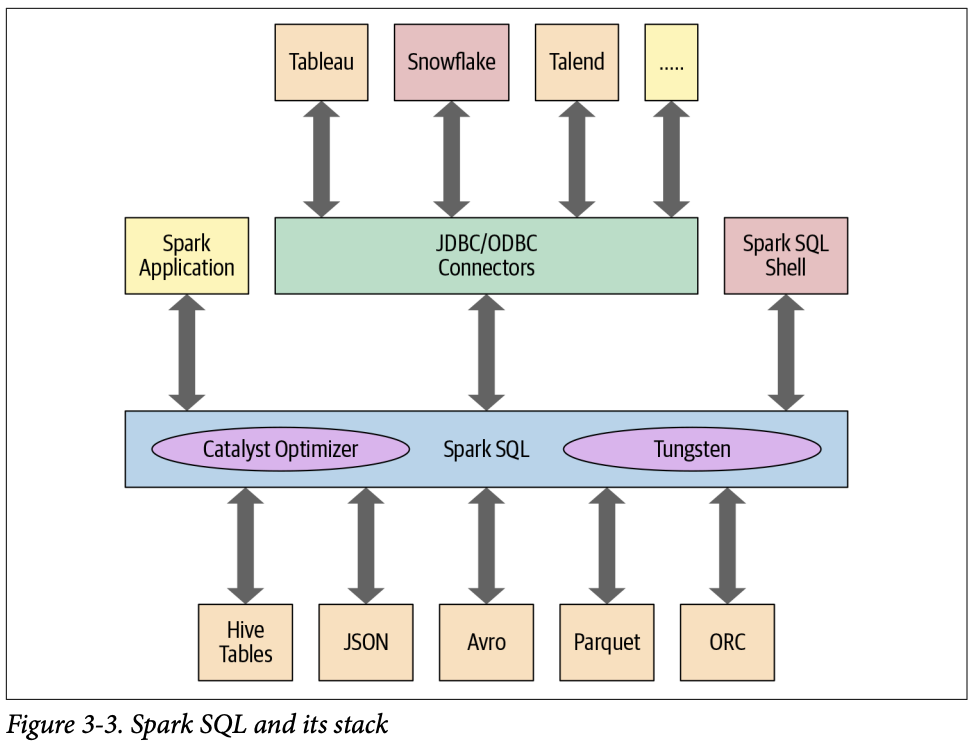 Tableau
Snowflake
Talend
.....
Spark
Application
JDBC/ODBC
Connectors
Spark SQL
Shell
Catalyst Optimizer
Spark SQL
Tungsten
Hive
Tables
JSON
Avro
Parquet
ORC
Figure 3-3. Spark SQL and its stack